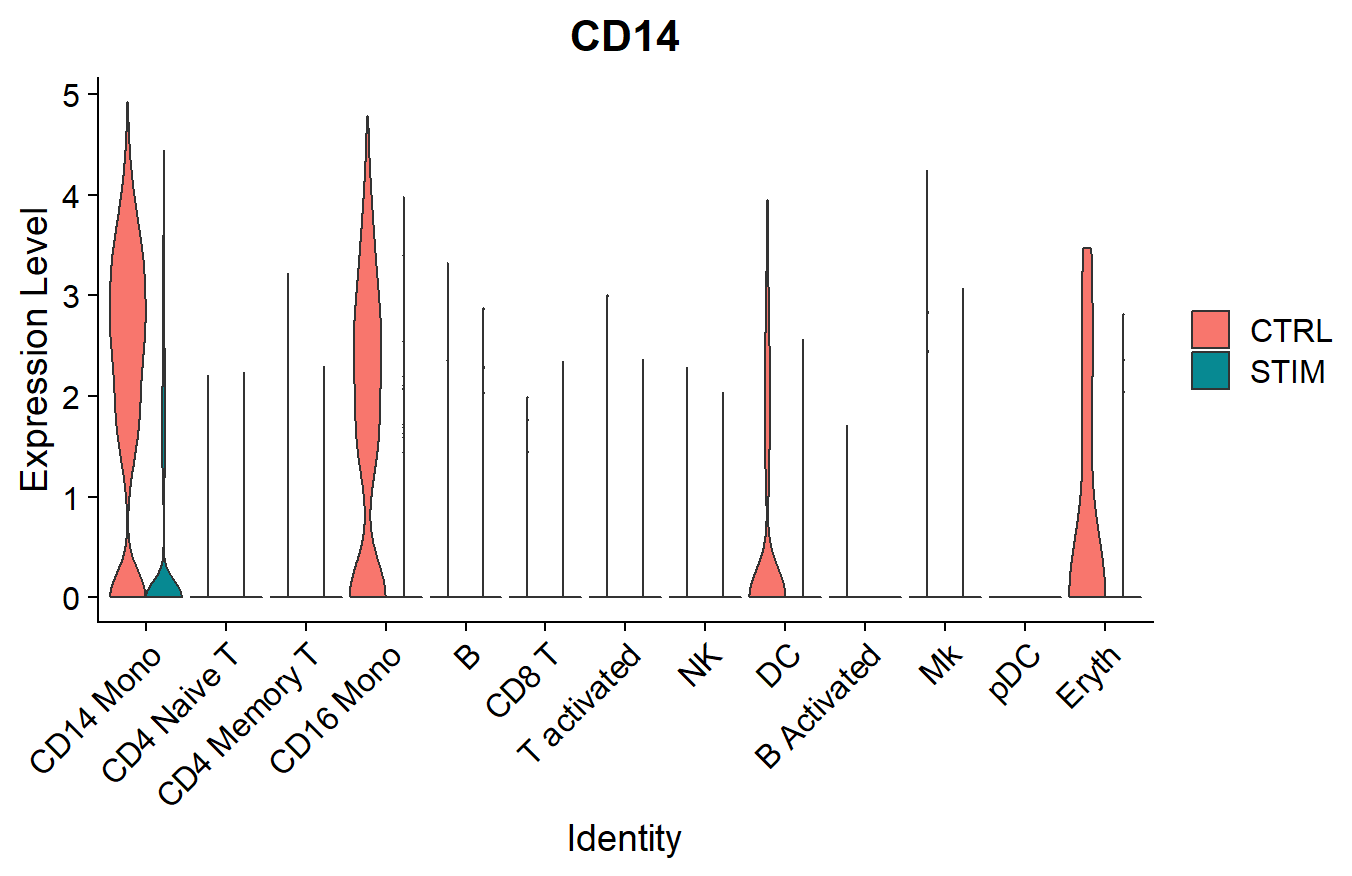 CD14
Expression Level
5
4
3
2
1
0
CD14 Mono
CD4 Naive T
CD4 Memory T
CD16 Mono
B
CD8 T
T activated
NK
DC
B Activated
Mk
pDC
Eryth
Identity
CTRL
STIM